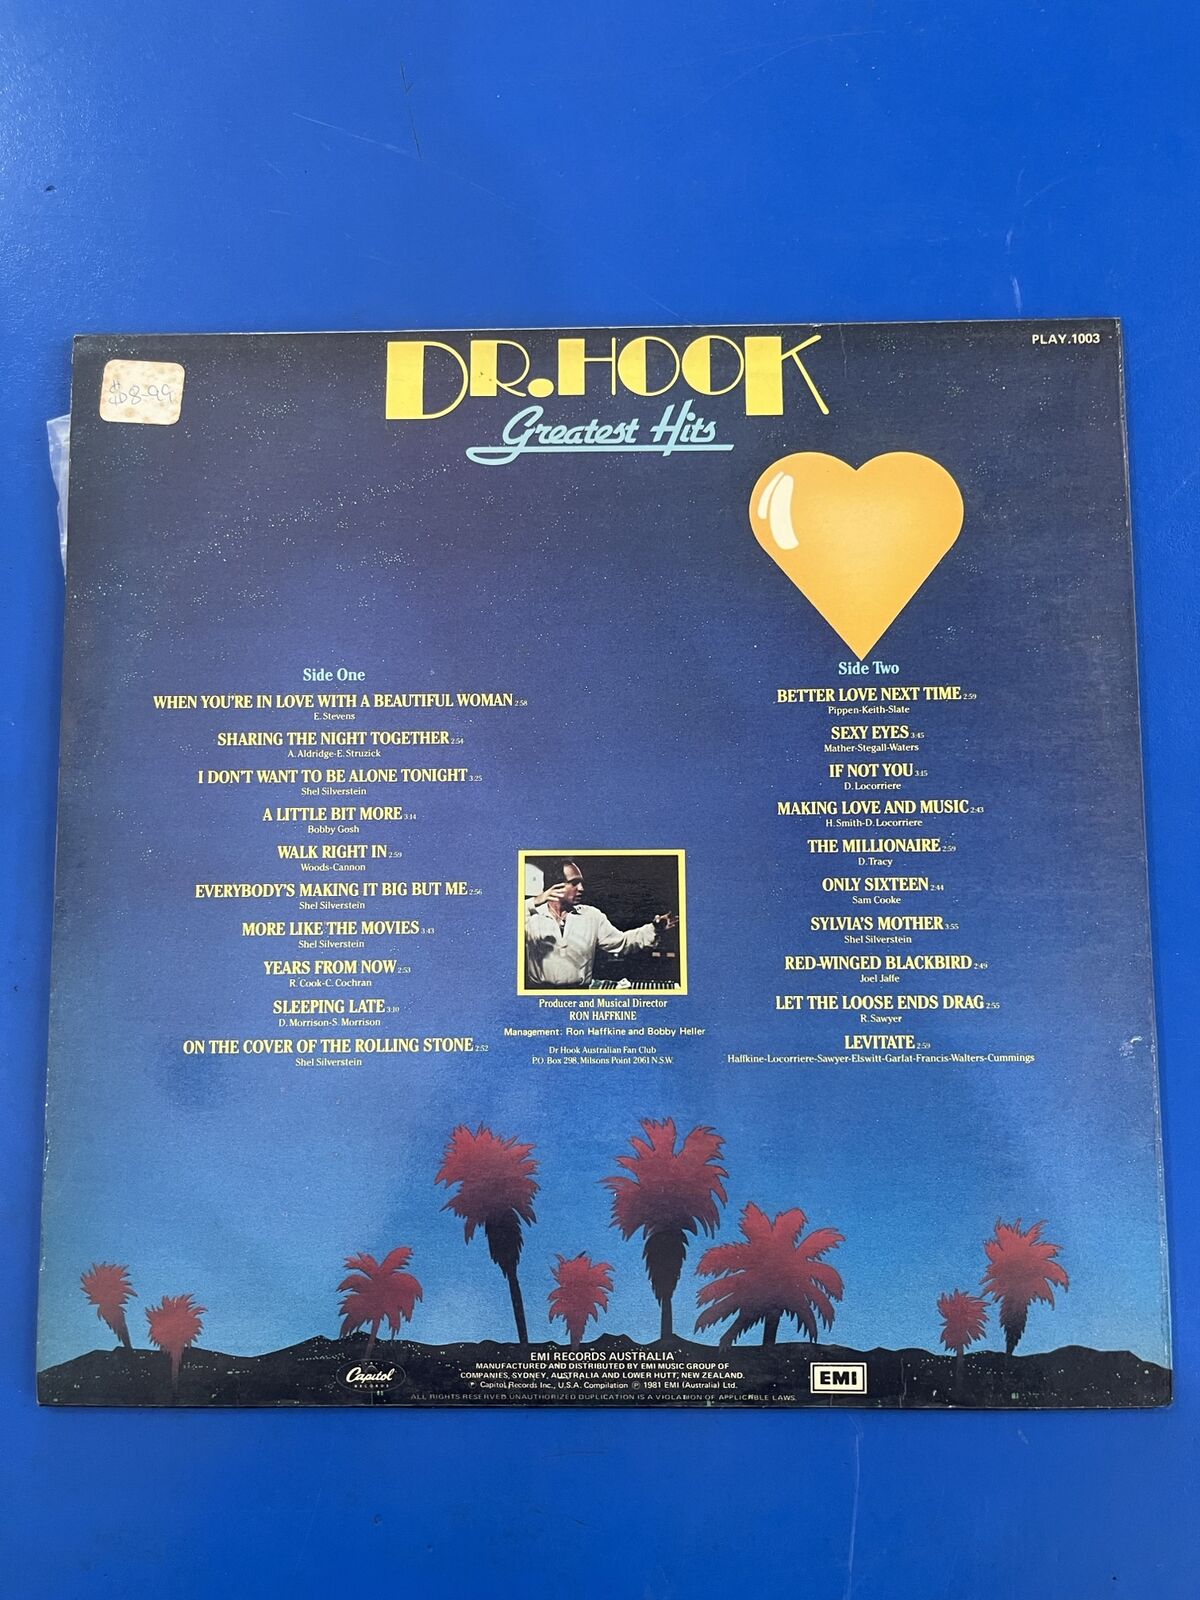 PLAY.1003
$8-99
DR.HOOK
Greatest Hits
Side One
WHEN YOU'RE IN LOVE WITH A BEAUTIFUL WOMAN 2:58
E. Stevens
SHARING THE NIGHT TOGETHER 2:54
A. Aldridge-E. Struzick
I DON'T WANT TO BE ALONE TONIGHT 3:25
Shel Silverstein
A LITTLE BIT MORE 3:14
Bobby Gosh
WALK RIGHT IN 2:59
Woods-Cannon
EVERYBODY'S MAKING IT BIG BUT ME 2:56
Shel Silverstein
MORE LIKE THE MOVIES 3:43
Shel Silverstein
YEARS FROM NOW 2:53
R. Cook-C. Cochran
SLEEPING LATE 3:10
D. Morrison-S. Morrison
ON THE COVER OF THE ROLLING STONE 2:52
Shel Silverstein
Side Two
BETTER LOVE NEXT TIME 2:59
Pippen-Keith-Slate
SEXY EYES 3:45
Mather-Stegall-Waters
IF NOT YOU 3:15
D. Locorriere
MAKING LOVE AND MUSIC 2:43
H. Smith-D. Locorriere
THE MILLIONAIRE 2:59
D. Tracy
ONLY SIXTEEN 2:44
Sam Cooke
SYLVIA'S MOTHER 3:55
Shel Silverstein
RED-WINGED BLACKBIRD 2:49
Joel Jaffe
LET THE LOOSE ENDS DRAG 2:55
R. Sawyer
LEVITATE 2:59
Haffkine-Locorriere-Sawyer-Elswitt-Garfat-Francis-Walters-Cummings
Producer and Musical Director
RON HAFFKINE
Management: Ron Haffkine and Bobby Heller
Dr Hook Australian Fan Club
P.O. Box 298, Milsons Point 2061 N.S.W.
Capitol
RECORDS
EMI RECORDS AUSTRALIA
MANUFACTURED AND DISTRIBUTED BY EMI MUSIC GROUP OF
COMPANIES, SYDNEY, AUSTRALIA AND LOWER HUTT, NEW ZEALAND.
℗ Capitol Records Inc., U.S.A. Compilation ℗ 1981 EMI (Australia) Ltd.
ALL RIGHTS RESERVED UNAUTHORIZED DUPLICATION IS A VIOLATION OF APPLICABLE LAWS.
EMI